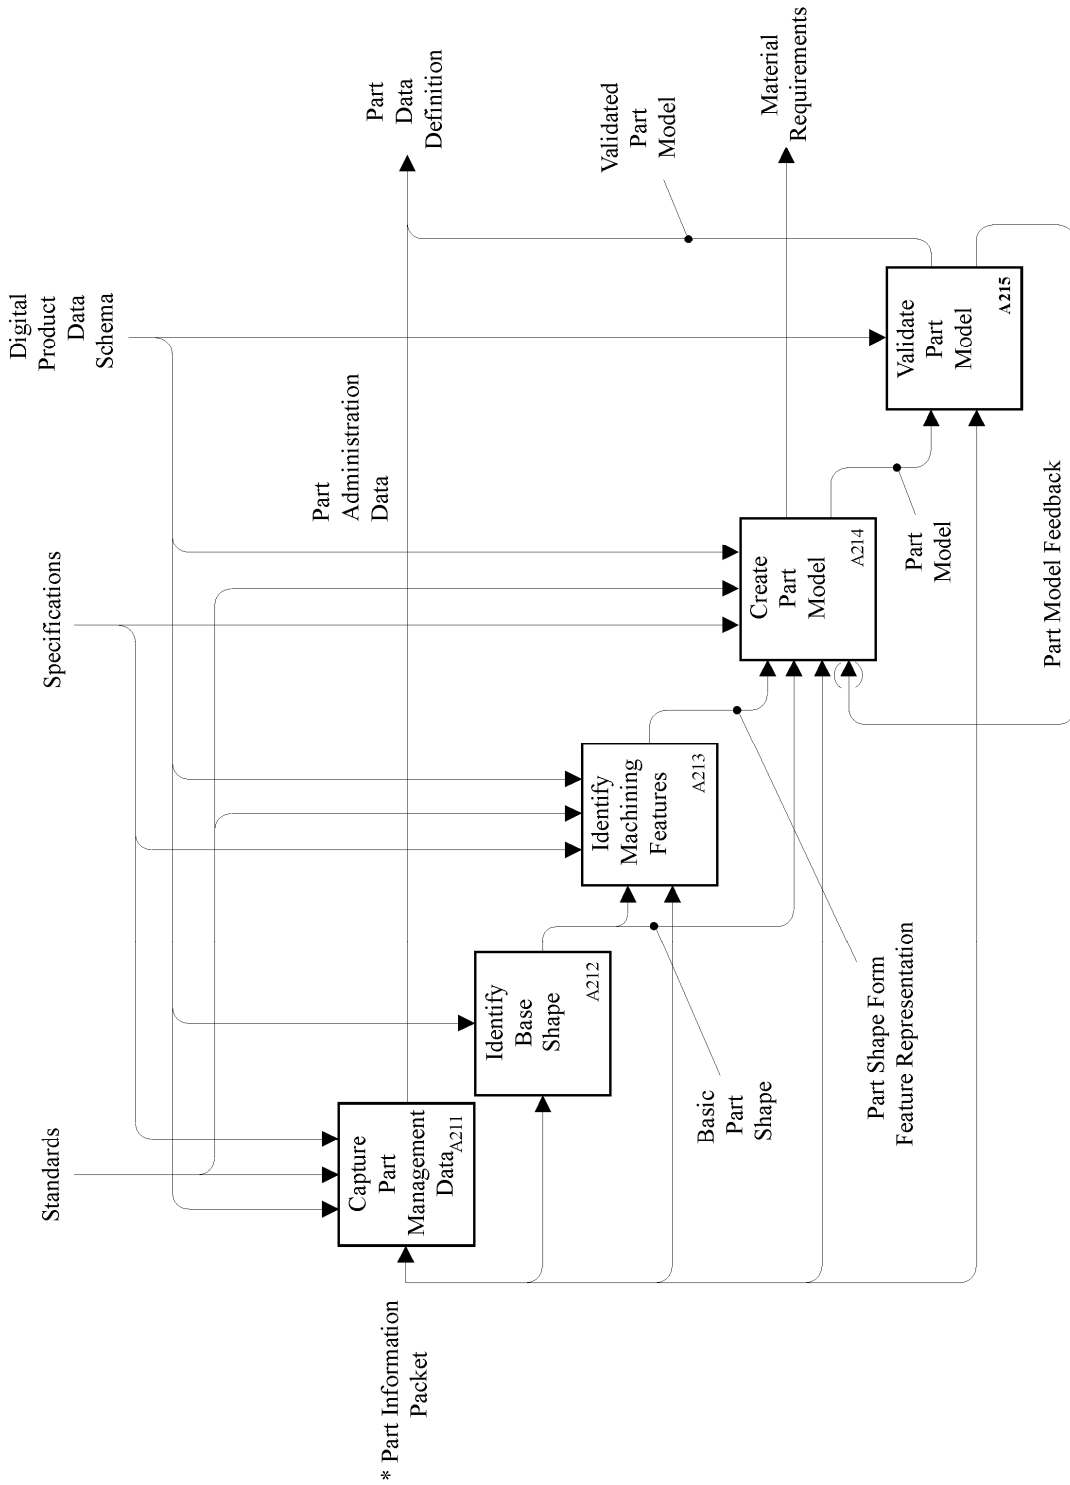 Standards
Specifications
Digital
Product
Data
Schema
* Part Information
Packet
Capture
Part
Management
Data
A211
Part
Administration
Data
Part
Data
Definition
Identify
Base
Shape
A212
Basic
Part
Shape
Identify
Machining
Features
A213
Part Shape Form
Feature Representation
Create
Part
Model
A214
Part
Model
Validated
Part
Model
Material
Requirements
Validate
Part
Model
A215
Part Model Feedback